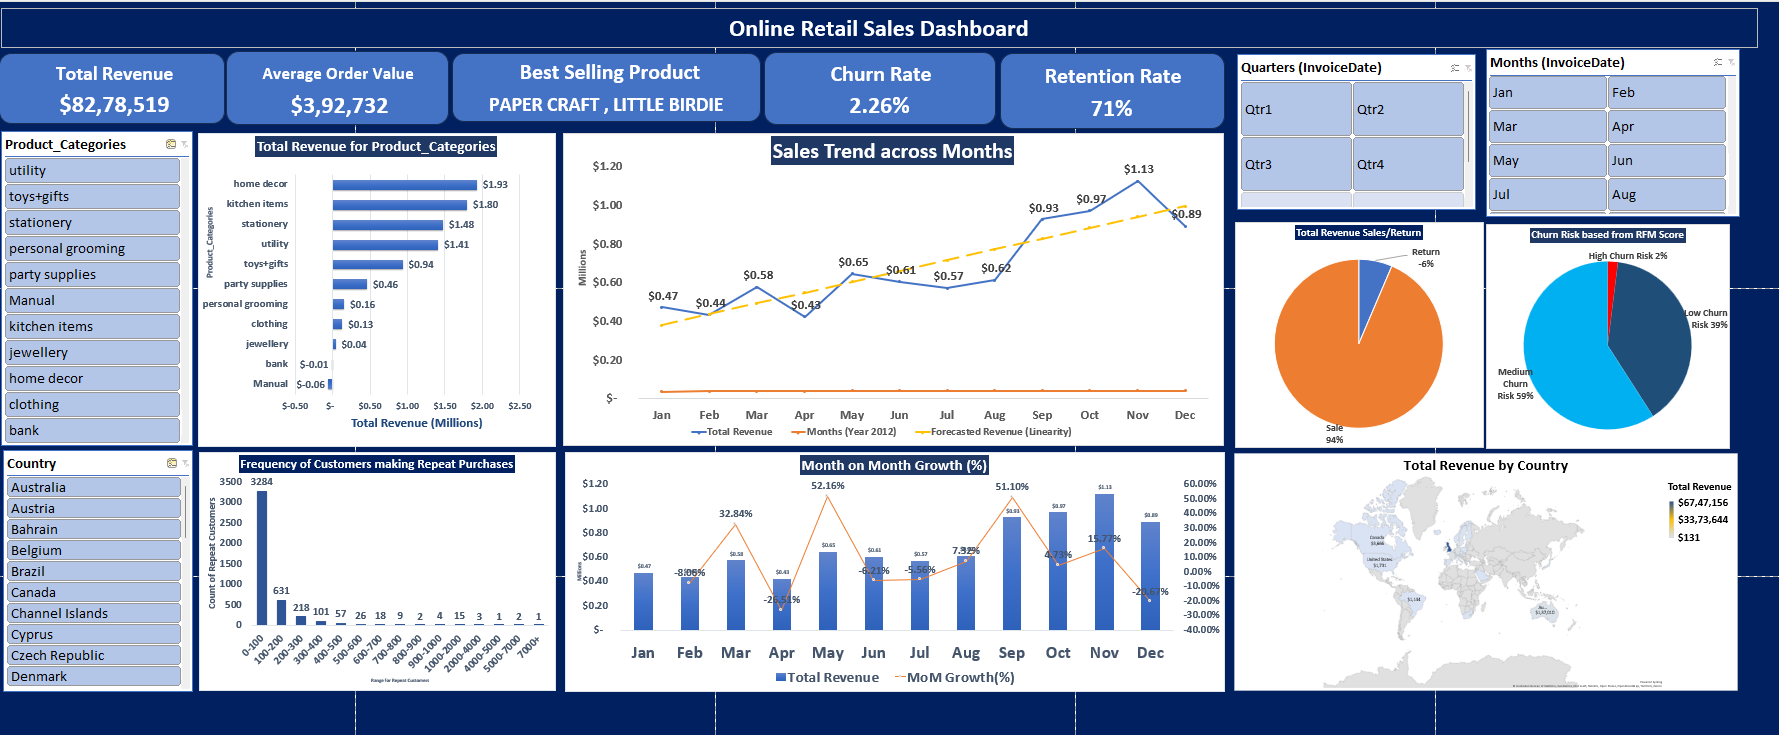 Online Retail Sales Dashboard
Total Revenue
$82,78,519
Average Order Value
$3,92,732
Best Selling Product
PAPER CRAFT , LITTLE BIRDIE
Churn Rate
2.26%
Retention Rate
71%
Quarters (InvoiceDate)
Qtr1
Qtr2
Qtr3
Qtr4
Months (InvoiceDate)
Jan
Feb
Mar
Apr
May
Jun
Jul
Aug
Product_Categories
utility
toys+gifts
stationery
personal grooming
party supplies
Manual
kitchen items
jewellery
home decor
clothing
bank
Total Revenue for Product_Categories
Product_Categories
home decor $1.93
kitchen items $1.80
stationery $1.48
utility $1.41
toys+gifts $0.94
party supplies $0.46
personal grooming $0.16
clothing $0.13
jewellery $0.04
bank $-0.01
Manual $-0.06
$-0.50 $- $0.50 $1.00 $1.50 $2.00 $2.50
Total Revenue (Millions)
Sales Trend across Months
Millions
$1.20
$1.00
$0.80
$0.60
$0.40
$0.20
$-
$0.47 $0.44 $0.58 $0.43 $0.65 $0.61 $0.57 $0.62 $0.93 $0.97 $1.13 $0.89
Jan Feb Mar Apr May Jun Jul Aug Sep Oct Nov Dec
Total Revenue Months (Year 2012) Forecasted Revenue (Linearity)
Total Revenue Sales/Return
Return
-6%
Sale
94%
Churn Risk based from RFM Score
High Churn Risk 2%
Low Churn
Risk 39%
Medium
Churn
Risk 59%
Country
Australia
Austria
Bahrain
Belgium
Brazil
Canada
Channel Islands
Cyprus
Czech Republic
Denmark
Frequency of Customers making Repeat Purchases
Count of Repeat Customers
3500
3000
2500
2000
1500
1000
500
0
3284 631 218 101 57 26 18 9 2 4 15 3 1 2 1
0-100 100-200 200-300 300-400 400-500 500-600 600-700 700-800 800-900 900-1000 1000-2000 2000-4000 4000-5000 5000-7000 7000+
Range for Repeat Customers
Month on Month Growth (%)
Millions
$1.20
$1.00
$0.80
$0.60
$0.40
$0.20
$-
60.00%
50.00%
40.00%
30.00%
20.00%
10.00%
0.00%
-10.00%
-20.00%
-30.00%
-40.00%
-8.06% 32.84% 52.16% -6.21% -5.56% 7.32% 51.10% 4.73% 15.77%
$0.47 $0.58 $0.43 $0.65 $0.61 $0.57 $0.93 $0.97 $1.13 $0.89
Jan Feb Mar Apr May Jun Jul Aug Sep Oct Nov Dec
Total Revenue MoM Growth(%)
Total Revenue by Country
Total Revenue
$67,47,156
$33,73,644
$131
Canada
United States